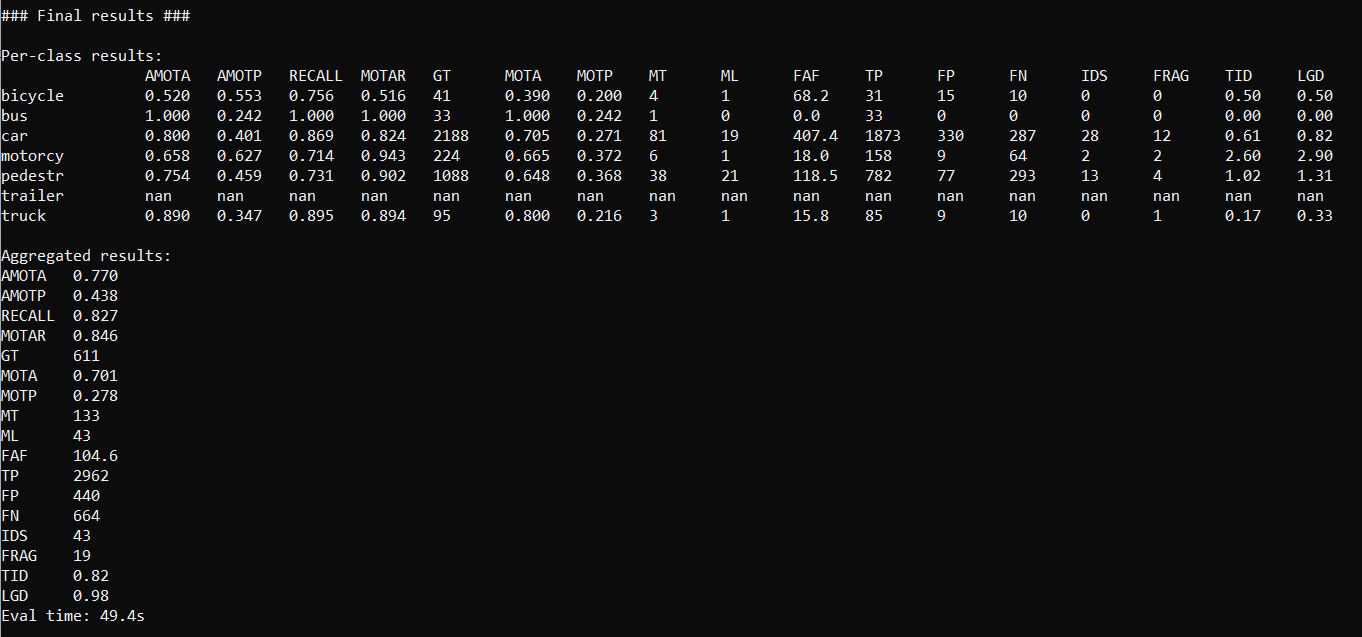 ### Final results ###
Per-class results:
AMOTA AMOTP RECALL MOTAR GT MOTA MOTP MT ML FAF TP FP FN IDS FRAG TID LGD
bicycle 0.520 0.553 0.756 0.516 41 0.390 0.200 4 1 68.2 31 15 10 0 0 0.50 0.50
bus 1.000 0.242 1.000 1.000 33 1.000 0.242 1 0 0.0 33 0 0 0 0 0.00 0.00
car 0.800 0.401 0.869 0.824 2188 0.705 0.271 81 19 407.4 1873 330 287 28 12 0.61 0.82
motorcy 0.658 0.627 0.714 0.943 224 0.665 0.372 6 1 18.0 158 9 64 2 2 2.60 2.90
pedestr 0.754 0.459 0.731 0.902 1088 0.648 0.368 38 21 118.5 782 77 293 13 4 1.02 1.31
trailer nan nan nan nan nan nan nan nan nan nan nan nan nan nan nan nan nan
truck 0.890 0.347 0.895 0.894 95 0.800 0.216 3 1 15.8 85 9 10 0 1 0.17 0.33
Aggregated results:
AMOTA 0.770
AMOTP 0.438
RECALL 0.827
MOTAR 0.846
GT 611
MOTA 0.701
MOTP 0.278
MT 133
ML 43
FAF 104.6
TP 2962
FP 440
FN 664
IDS 43
FRAG 19
TID 0.82
LGD 0.98
Eval time: 49.4s